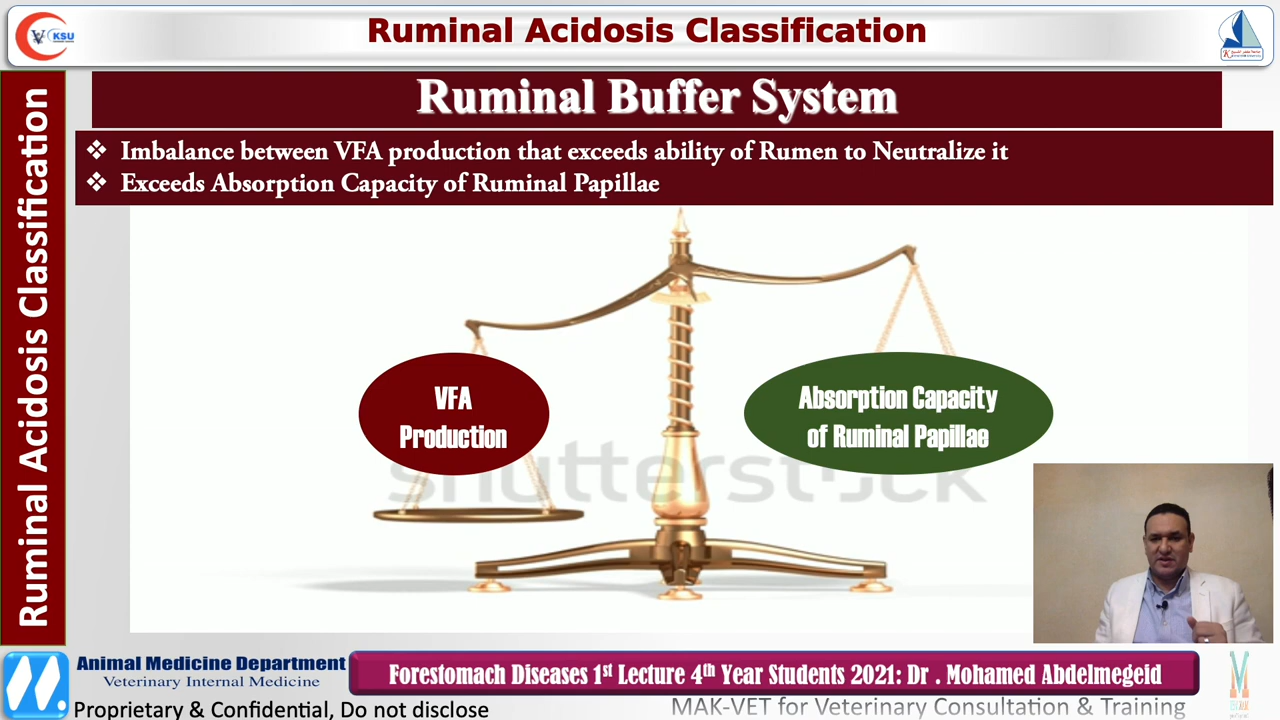 KSU
Ruminal Acidosis Classification
Ruminal Acidosis Classification
Ruminal Buffer System
❖ Imbalance between VFA production that exceeds ability of Rumen to Neutralize it
❖ Exceeds Absorption Capacity of Ruminal Papillae
VFA
Production
Absorption Capacity
of Ruminal Papillae
shutterstock
Animal Medicine Department
Veterinary Internal Medicine
Forestomach Diseases 1st Lecture 4th Year Students 2021: Dr . Mohamed Abdelmegeid
Proprietary & Confidential, Do not disclose
MAK-VET for Veterinary Consultation & Training